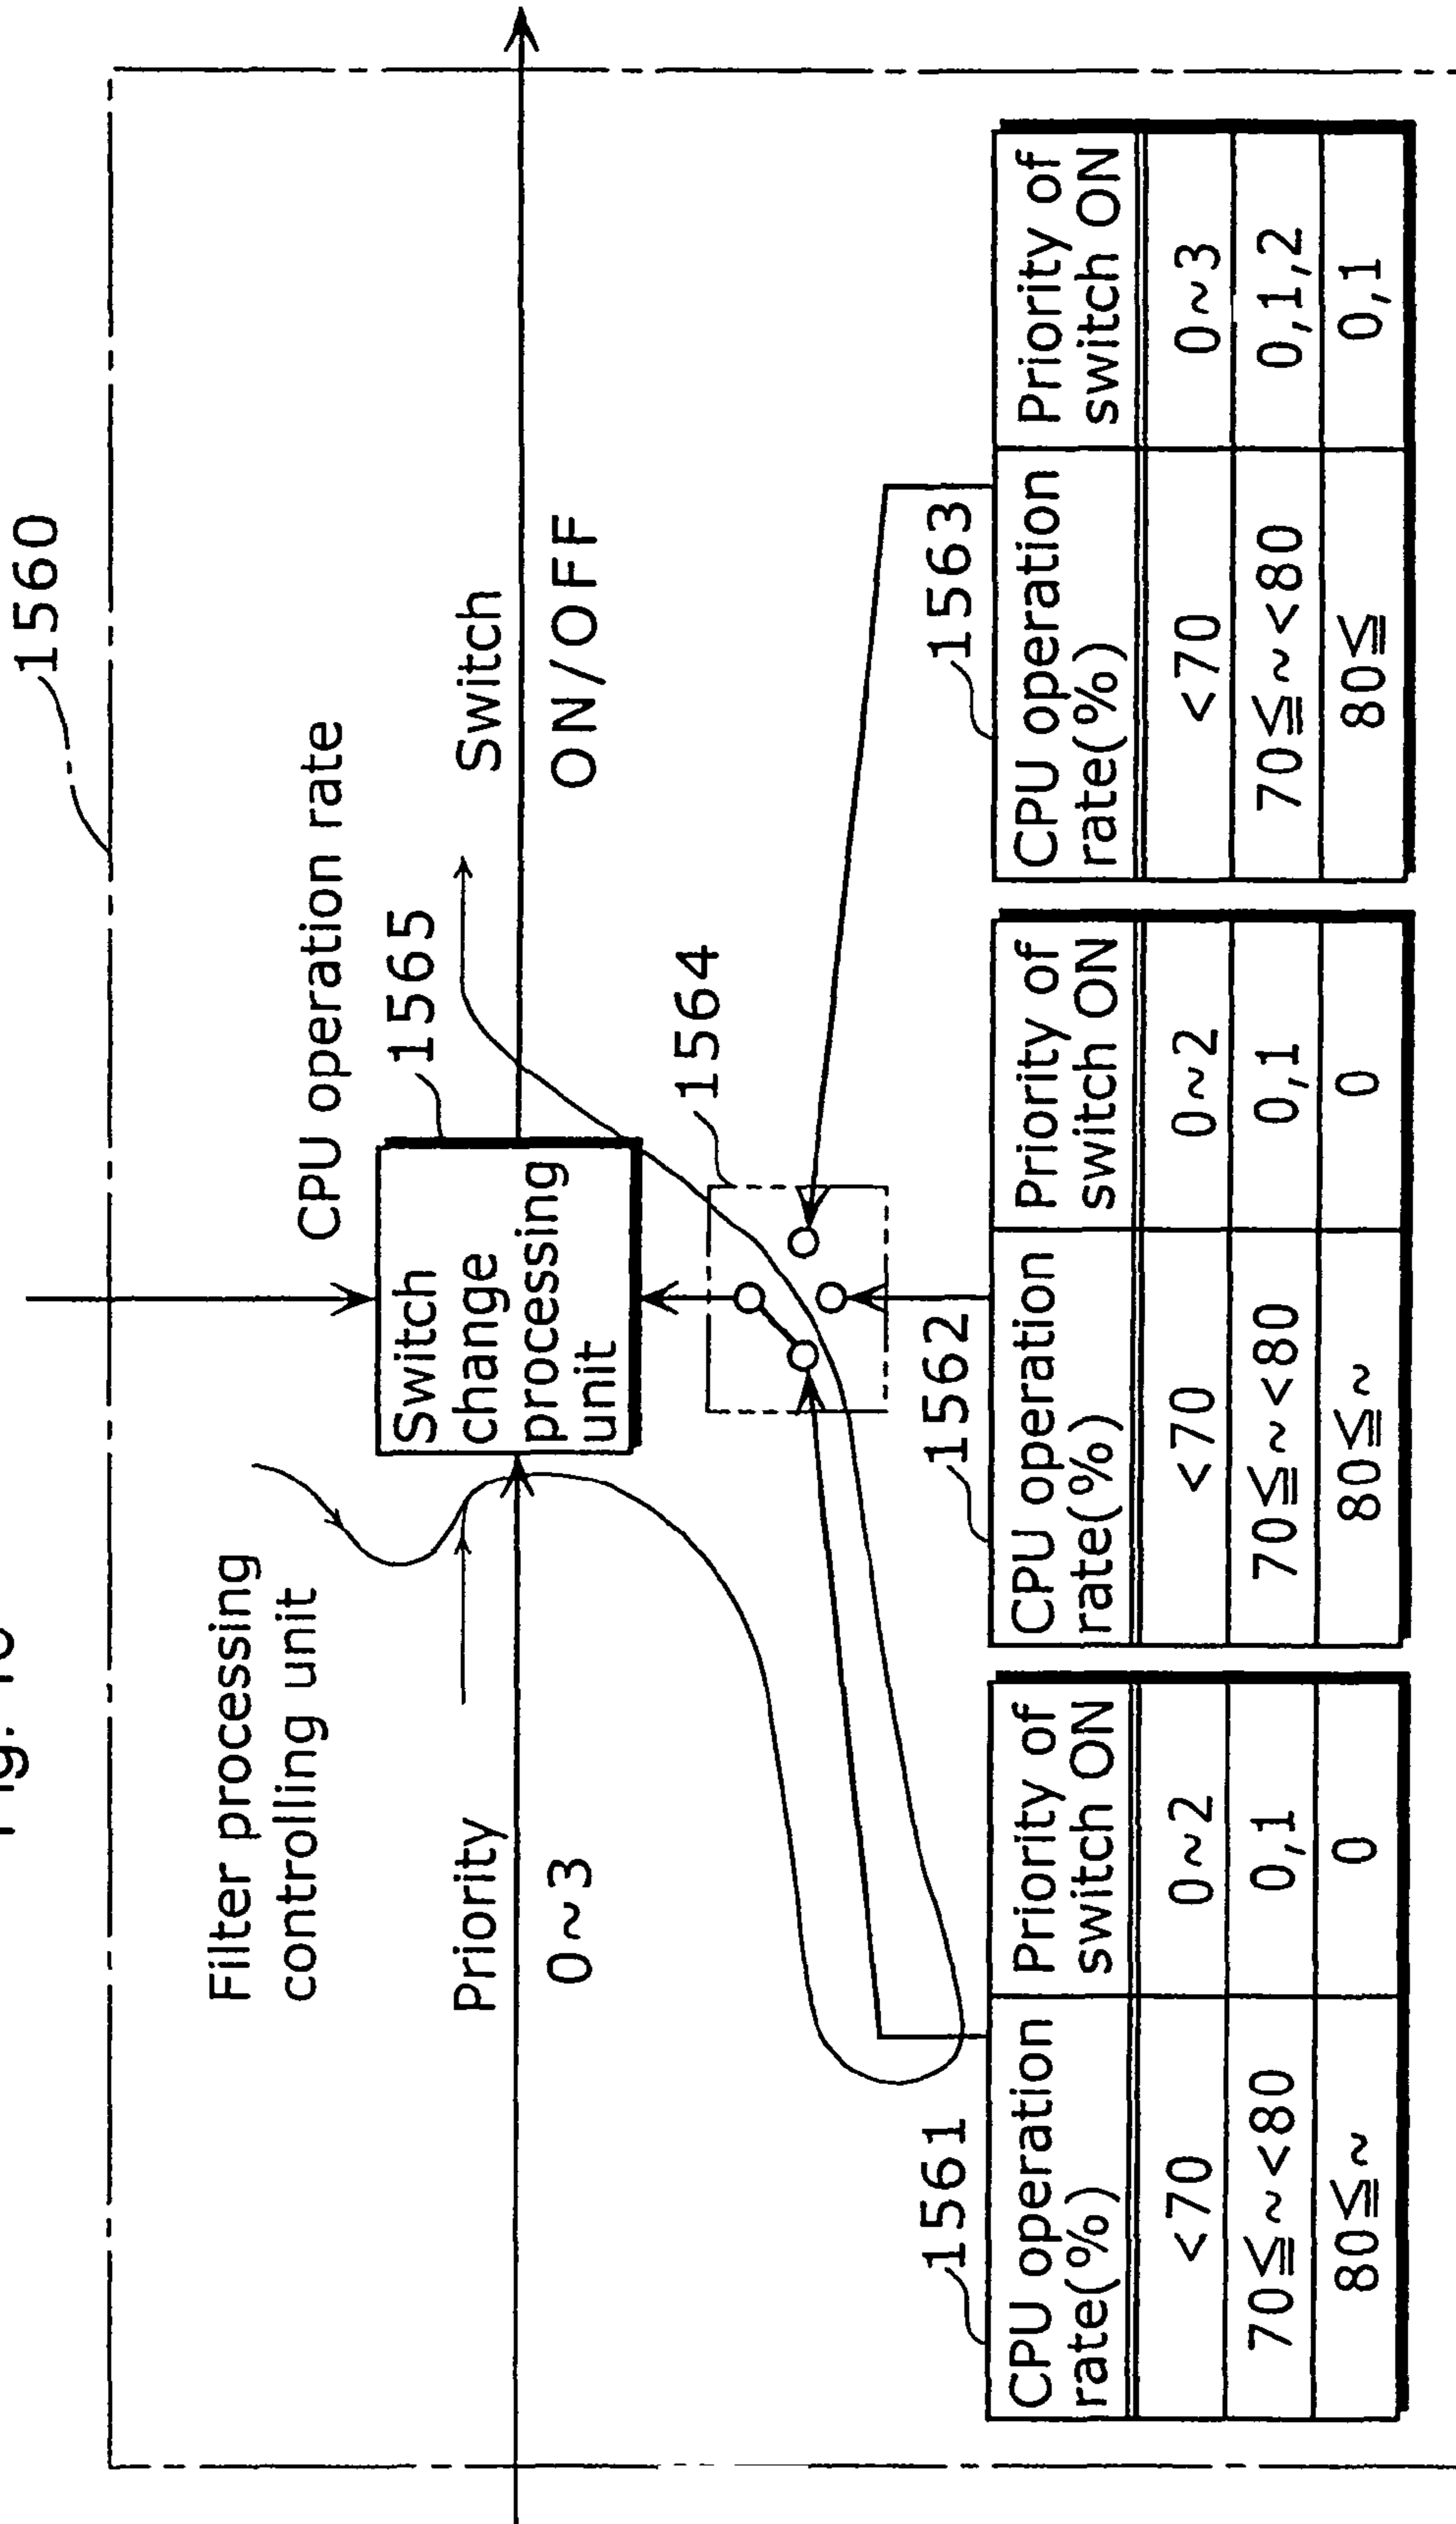 1560
Filter processing
controlling unit
CPU operation rate
1565
Priority
0~3
Switch
change
processing
unit
Switch
ON/OFF
1564
1561
CPU operation
rate(%)
Priority of
switch ON
<70
0~2
70≦~<80
0,1
80≦~
0
1562
CPU operation
rate(%)
Priority of
switch ON
<70
0~2
70≦~<80
0,1
80≦~
0
1563
CPU operation
rate(%)
Priority of
switch ON
<70
0~3
70≦~<80
0,1,2
80≦
0,1